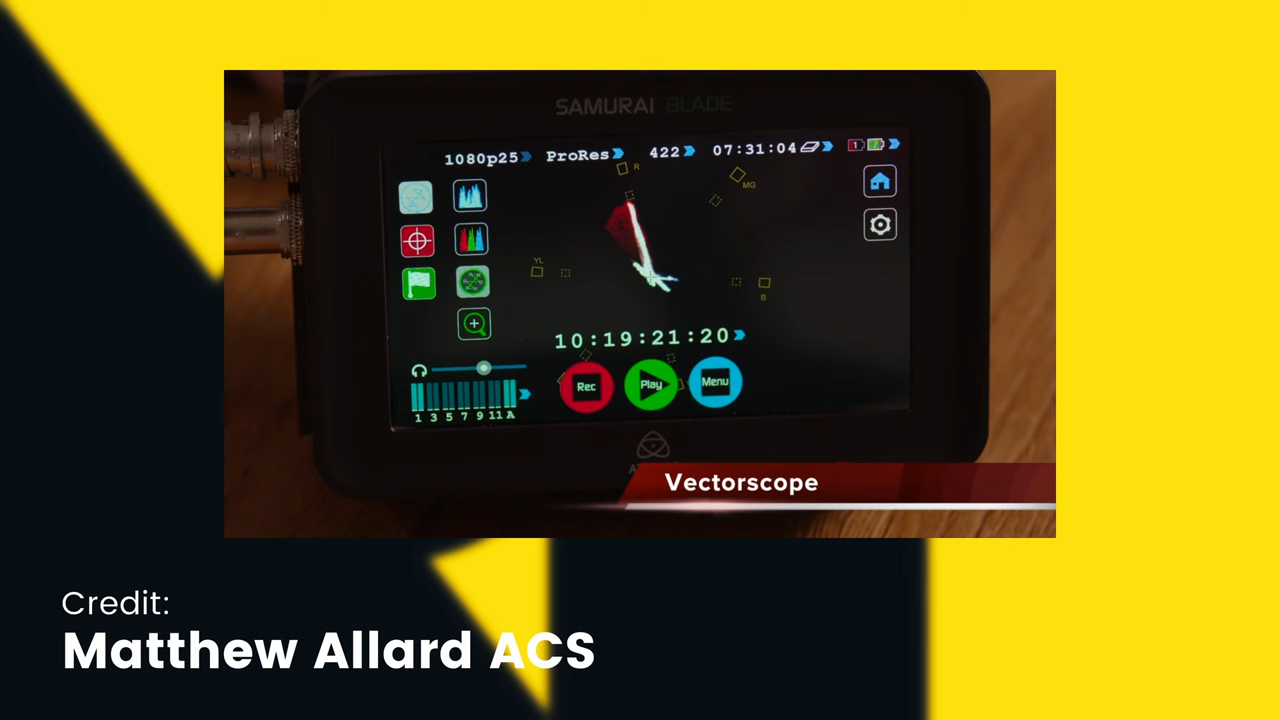 SAMURAI BLADE
1080p25 ProRes 422 07:31:04
R
MG
YL
B
10:19:21:20
Rec Play Menu
1 3 5 7 9 11 A
Vectorscope
Credit:
Matthew Allard ACS